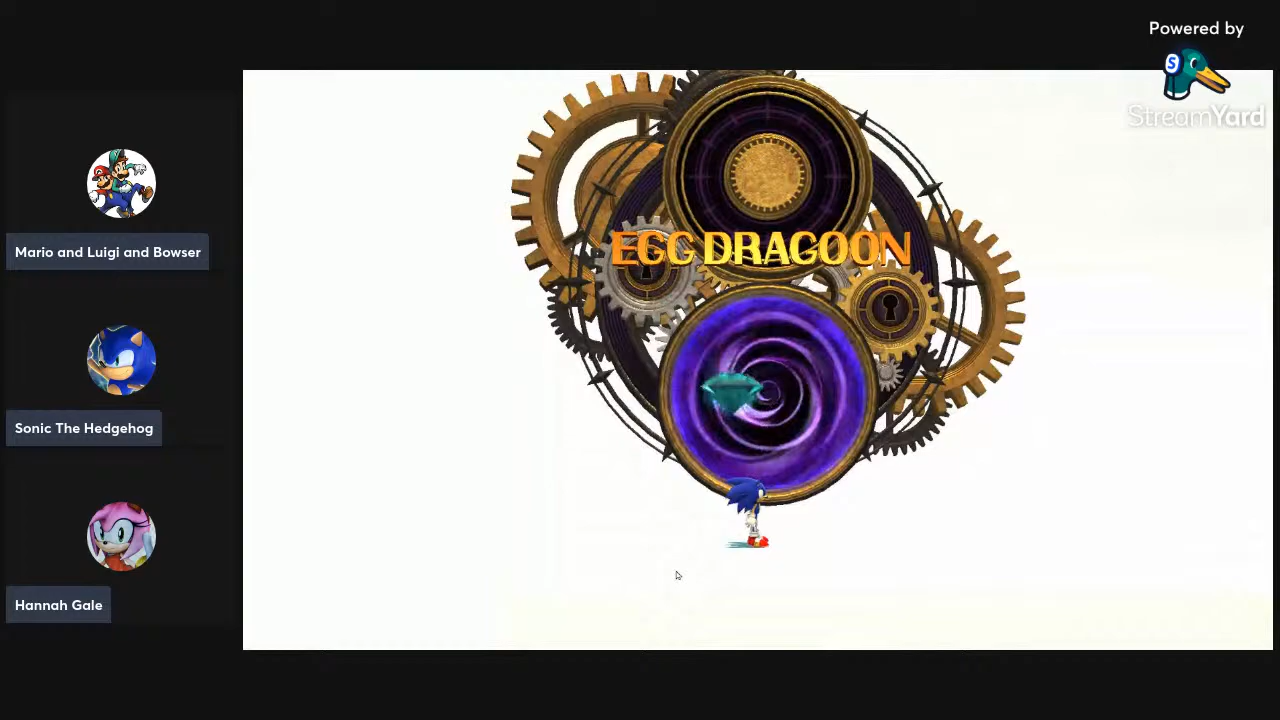 Powered by
StreamYard
Mario and Luigi and Bowser
EGG DRAGOON
Sonic The Hedgehog
Hannah Gale